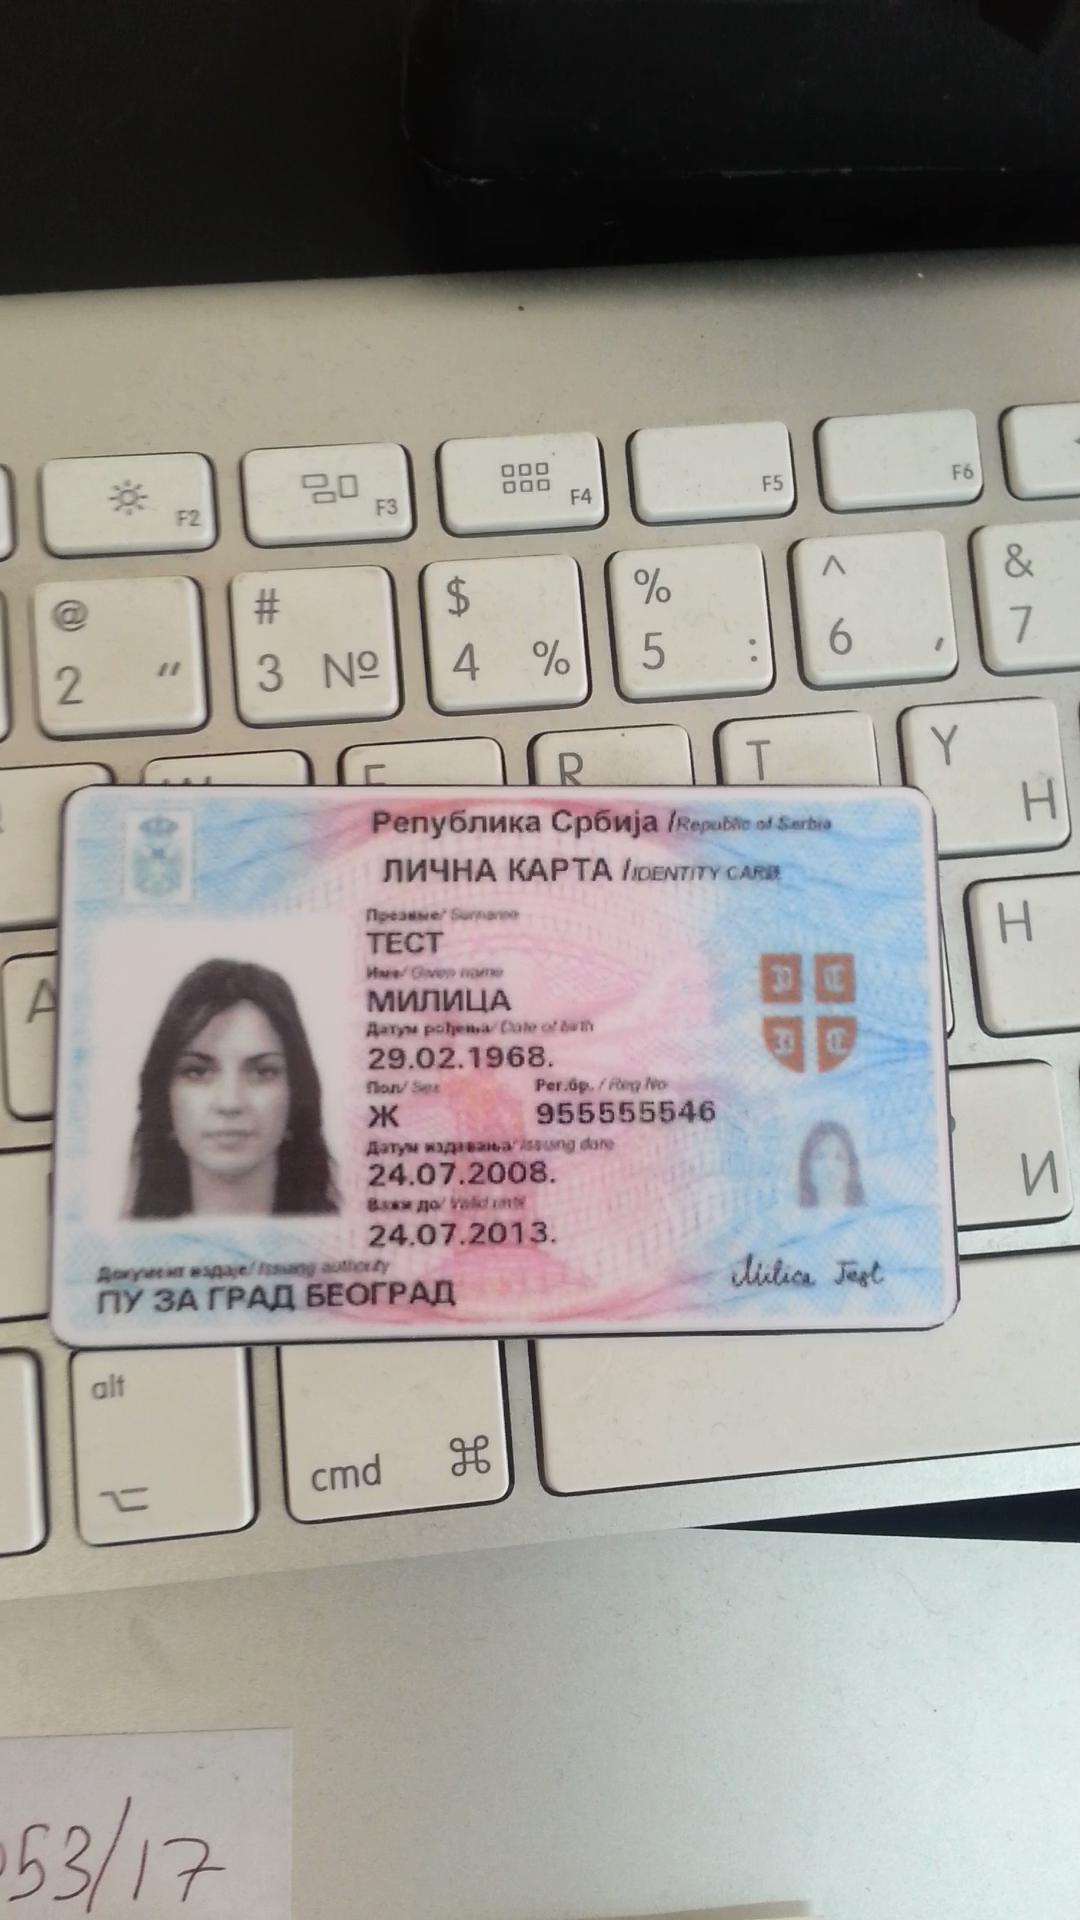 F2
F3
F4
F5
F6
@ # $ % ^ &
2 " 3 № 4 % 5 : 6 , 7
R T Y
Н
Република Србија /Republic of Serbia
ЛИЧНА КАРТА /IDENTITY CARD
Презиме/ Surname
ТЕСТ
Име/ Given name
МИЛИЦА
Датум рођења/ Date of birth
29.02.1968.
Пол/ Sex Рег.бр. / Reg.No
Ж 955555546
Датум издавања/ Issuing date
24.07.2008.
Важи до/ Valid until
24.07.2013.
Документ издаје/ Issuing authority
ПУ ЗА ГРАД БЕОГРАД
Milica Test
A
H
И
alt
cmd ⌘
53/17